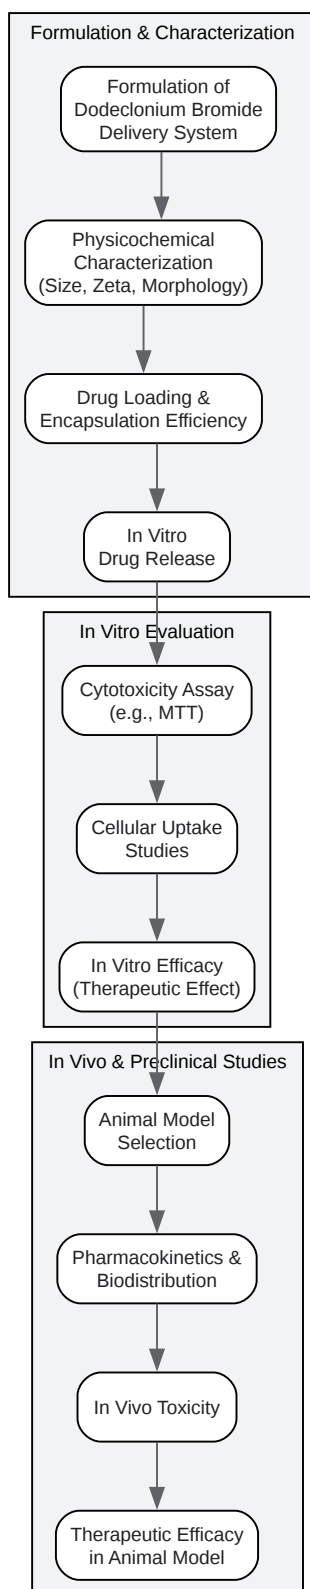 Formulation & Characterization
Formulation of
Dodeclonium Bromide
Delivery System
Physicochemical
Characterization
(Size, Zeta, Morphology)
Drug Loading &
Encapsulation Efficiency
In Vitro
Drug Release
In Vitro Evaluation
Cytotoxicity Assay
(e.g., MTT)
Cellular Uptake
Studies
In Vitro Efficacy
(Therapeutic Effect)
In Vivo & Preclinical Studies
Animal Model
Selection
Pharmacokinetics &
Biodistribution
In Vivo Toxicity
Therapeutic Efficacy
in Animal Model